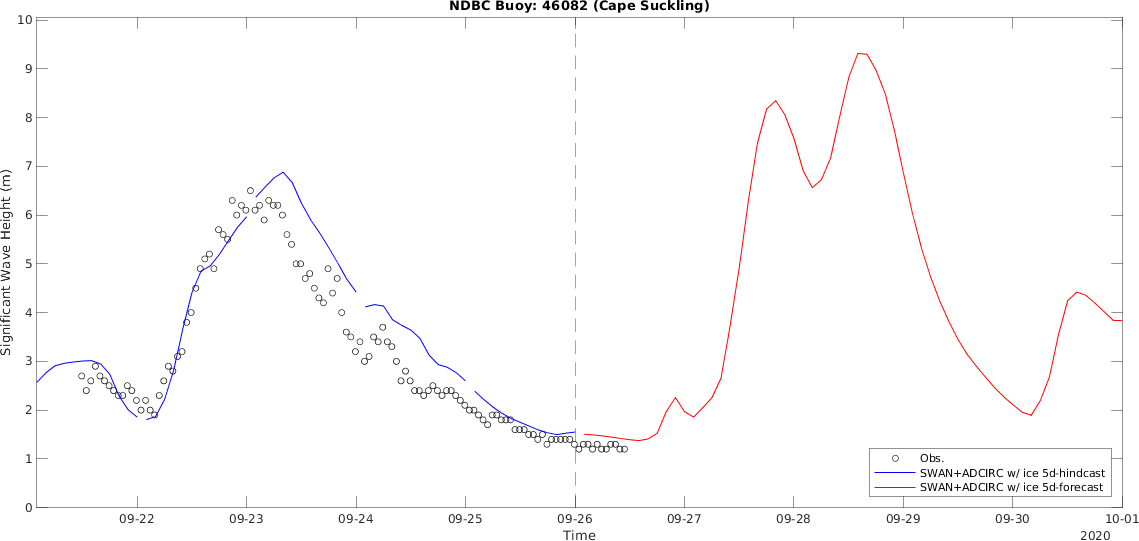 NDBC Buoy: 46082 (Cape Suckling)
10
9
8
7
6
5
4
3
2
1
0
Significant Wave Height (m)
Obs.
SWAN+ADCIRC w/ ice 5d-hindcast
SWAN+ADCIRC w/ ice 5d-forecast
09-22 09-23 09-24 09-25 09-26 09-27 09-28 09-29 09-30 10-01
Time 2020